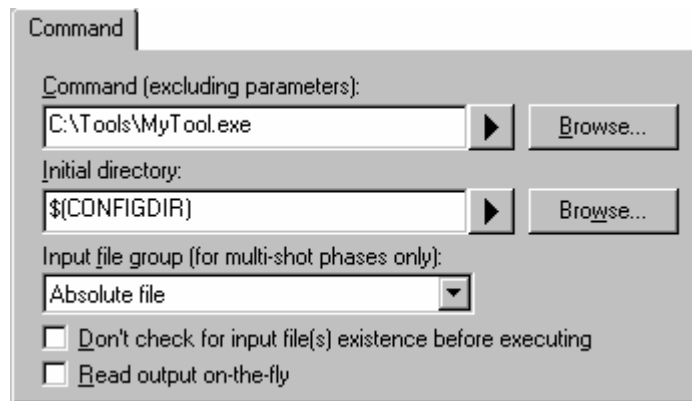 Command
Command (excluding parameters):
C:\Tools\MyTool.exe
Browse...
Initial directory:
$(CONFIGDIR)
Browse...
Input file group (for multi-shot phases only):
Absolute file
Don't check for input file(s) existence before executing
Read output on-the-fly